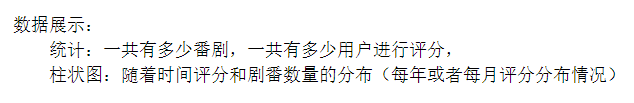 数据展示：
统计：一共有多少番剧，一共有多少用户进行评分，
柱状图：随着时间评分和剧番数量的分布（每年或者每月评分分布情况）